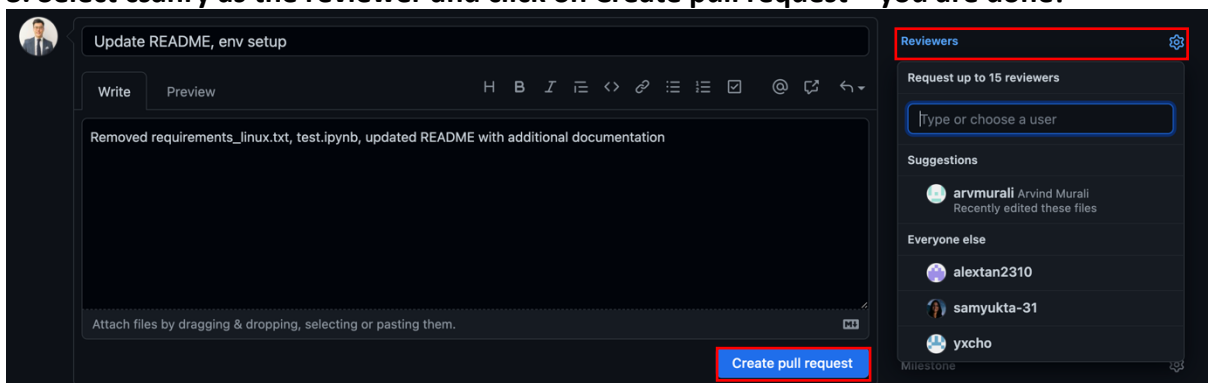 Update README, env setup
Write Preview
H B I <> @
Removed requirements_linux.txt, test.ipynb, updated README with additional documentation
Attach files by dragging & dropping, selecting or pasting them.
Create pull request
Reviewers
Request up to 15 reviewers
Type or choose a user
Suggestions
arvmurali Arvind Murali
Recently edited these files
Everyone else
alextan2310
samyukta-31
yxcho
Milestone